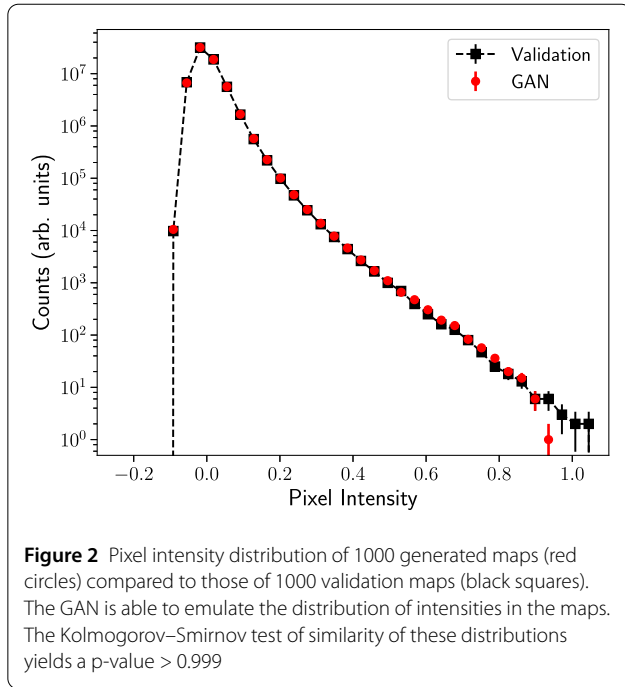 Validation
GAN
Counts (arb. units)
10^7
10^6
10^5
10^4
10^3
10^2
10^1
10^0
−0.2 0.0 0.2 0.4 0.6 0.8 1.0
Pixel Intensity
Figure 2 Pixel intensity distribution of 1000 generated maps (red
circles) compared to those of 1000 validation maps (black squares).
The GAN is able to emulate the distribution of intensities in the maps.
The Kolmogorov–Smirnov test of similarity of these distributions
yields a p-value > 0.999